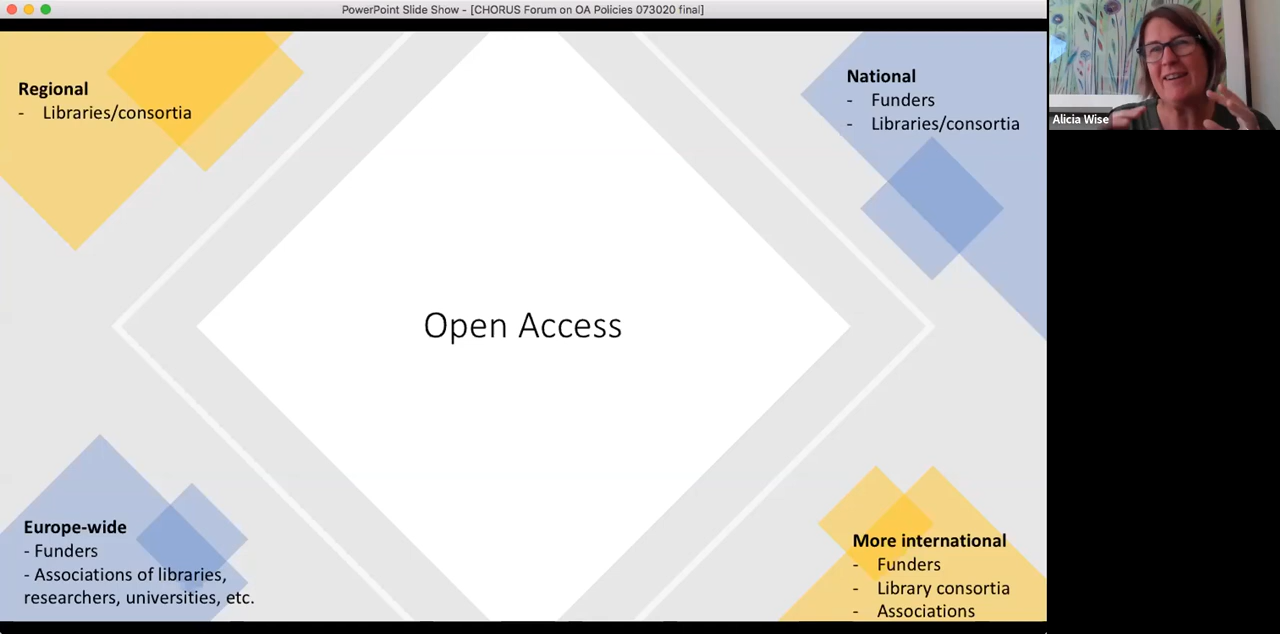 PowerPoint Slide Show - [CHORUS Forum on OA Policies 073020 final]
Regional
- Libraries/consortia
National
- Funders
- Libraries/consortia
Alicia Wise
Open Access
Europe-wide
- Funders
- Associations of libraries,
researchers, universities, etc.
More international
- Funders
- Library consortia
- Associations